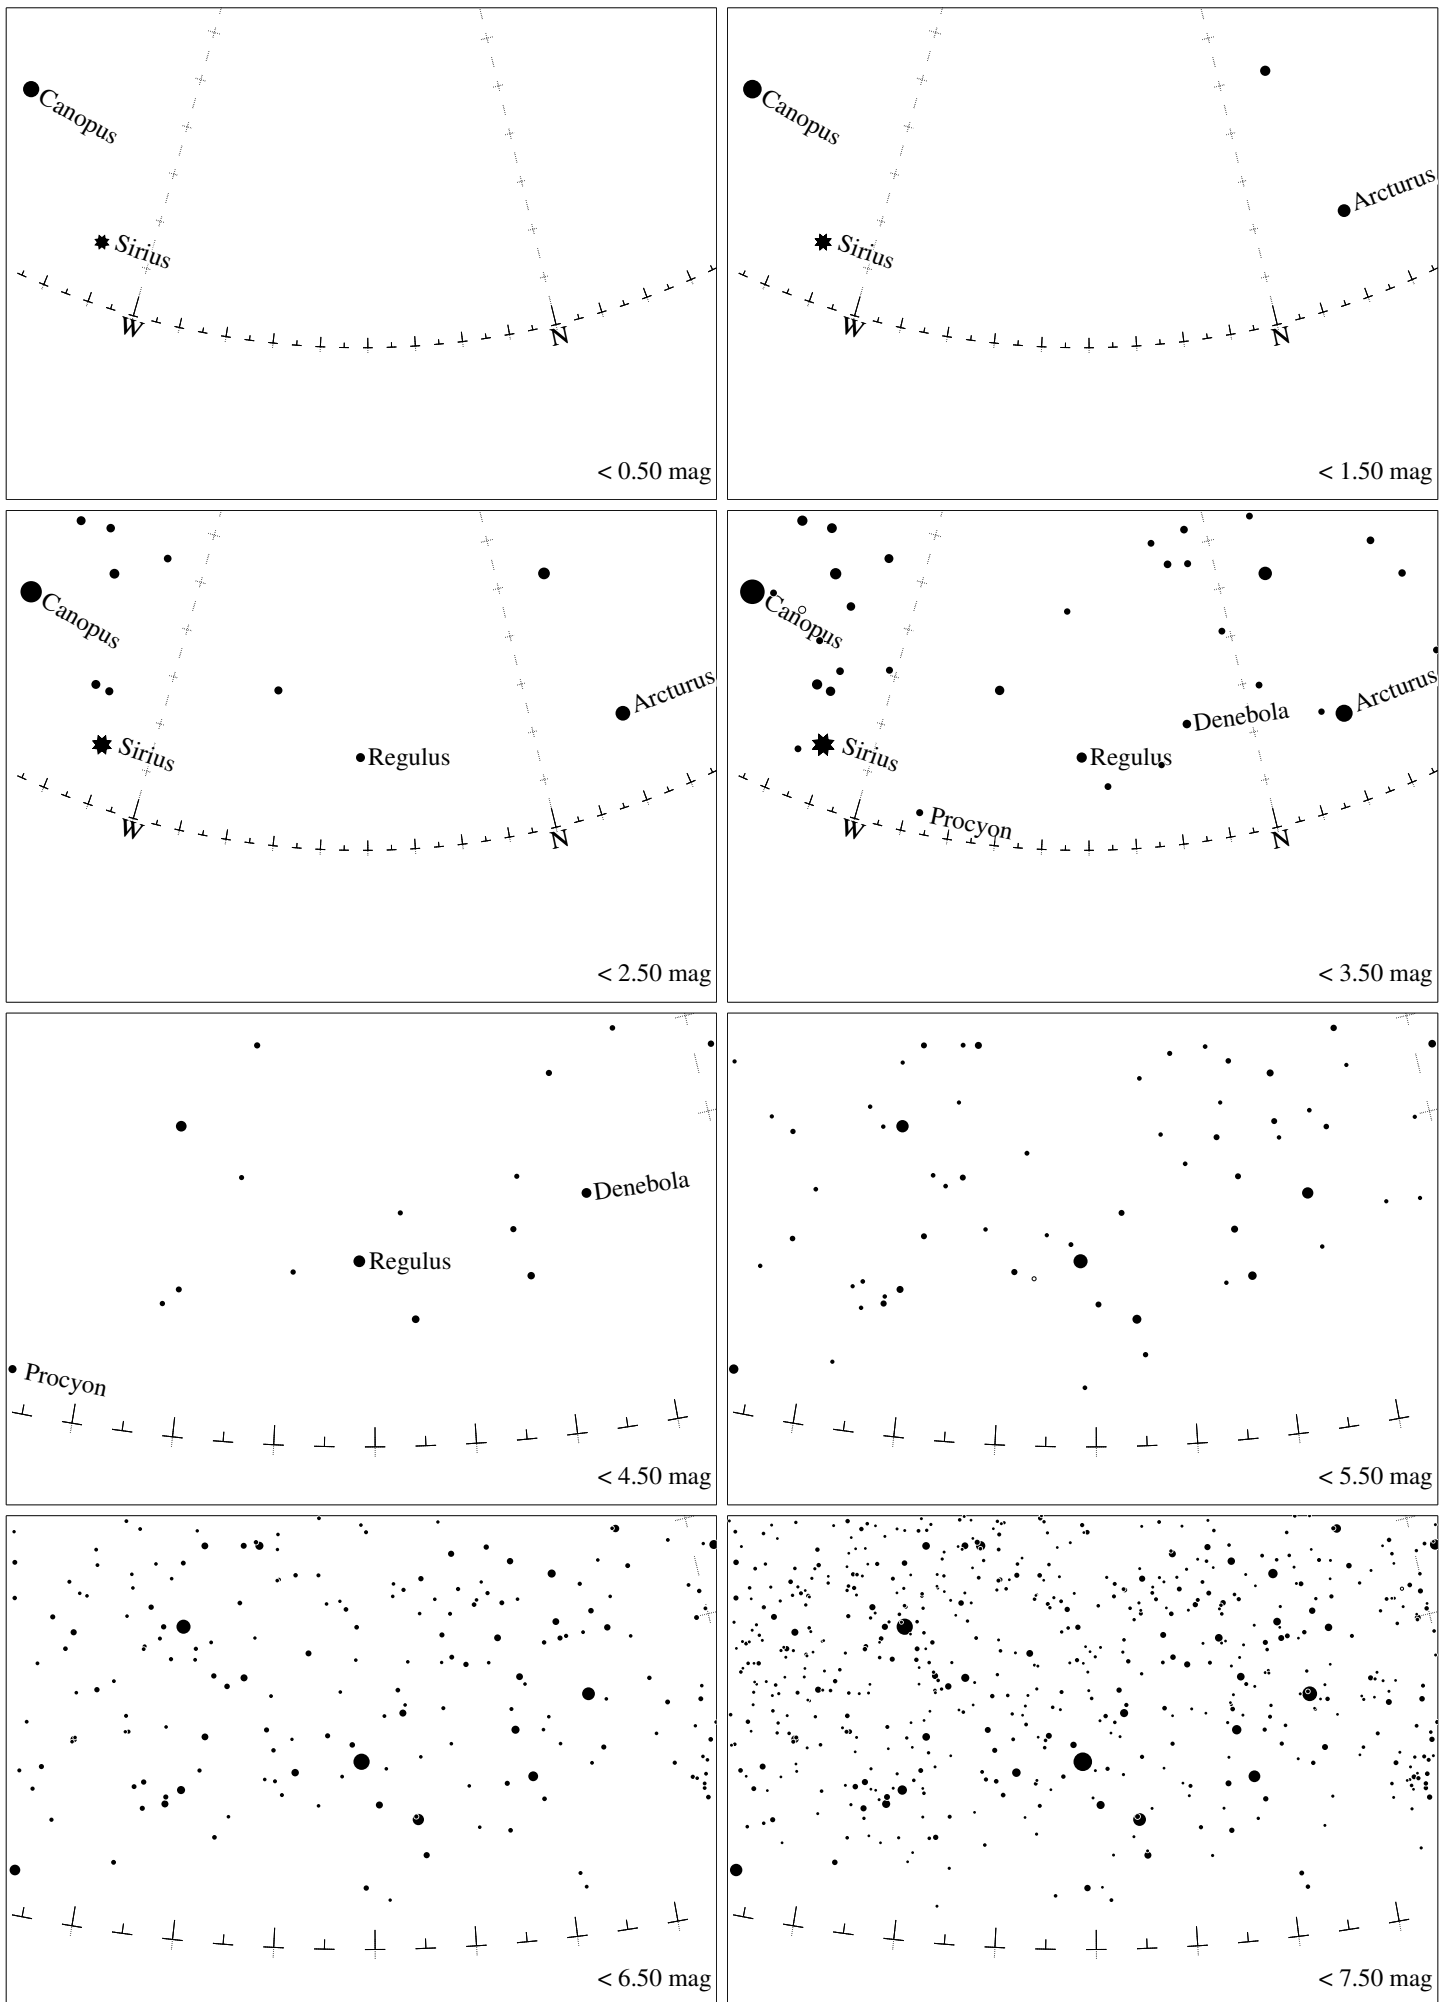 Canopus
Sirius
W
N
< 0.50 mag
Canopus
Arcturus
Sirius
W
N
< 1.50 mag
Canopus
Arcturus
Sirius
Regulus
W
N
< 2.50 mag
Canopus
Arcturus
Denebola
Sirius
Regulus
Procyon
W
N
< 3.50 mag
Denebola
Regulus
Procyon
< 4.50 mag
< 5.50 mag
< 6.50 mag
< 7.50 mag